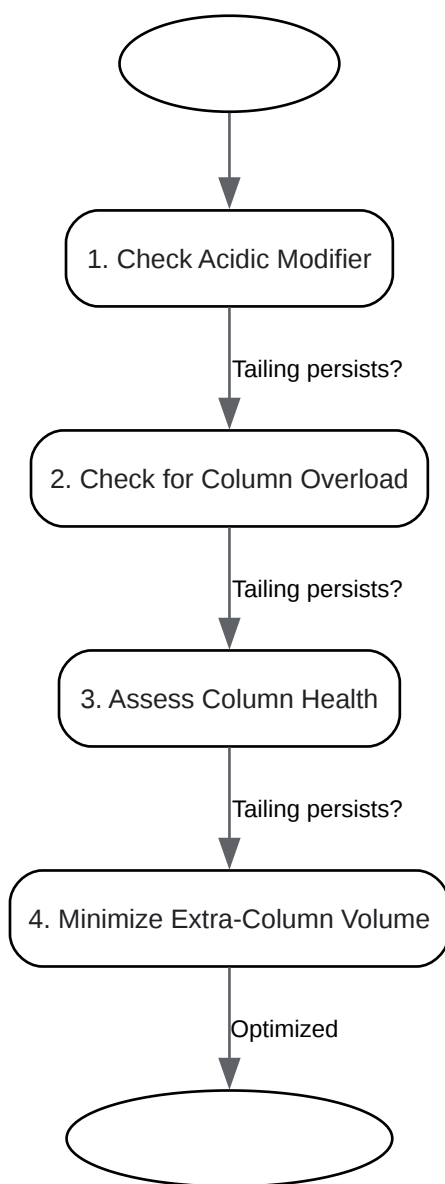 1. Check Acidic Modifier
Tailing persists?
2. Check for Column Overload
Tailing persists?
3. Assess Column Health
Tailing persists?
4. Minimize Extra-Column Volume
Optimized